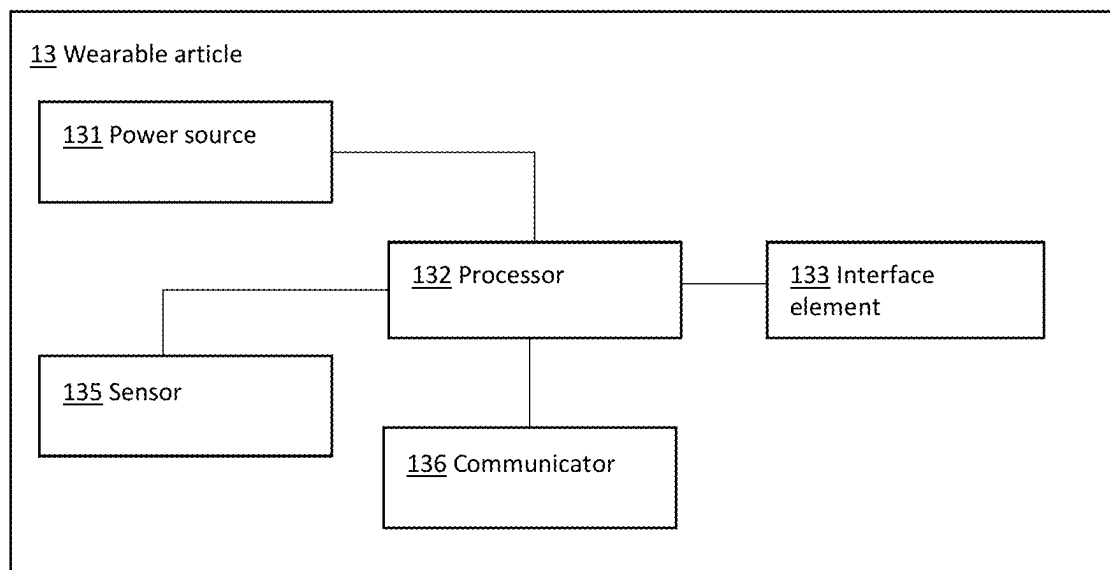 13 Wearable article
131 Power source
132 Processor
133 Interface
element
135 Sensor
136 Communicator